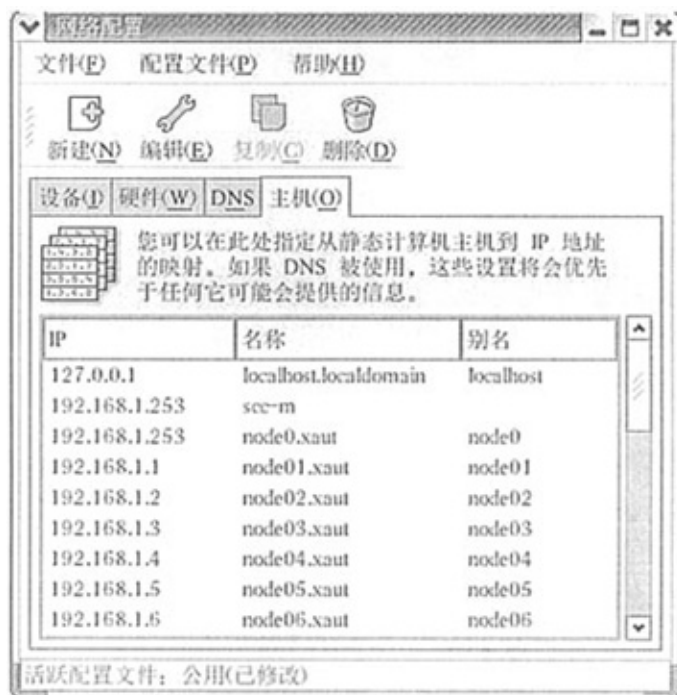 网络配置
文件(F) 配置文件(P) 帮助(H)
新建(N) 编辑(E) 复制(C) 删除(D)
设备(I) 硬件(W) DNS 主机(O)
您可以在此处指定从静态计算机主机到 IP 地址
的映射。如果 DNS 被使用，这些设置将会优先
于任何它可能会提供的信息。
IP 名称 别名
127.0.0.1 localhost.localdomain localhost
192.168.1.253 scc-m
192.168.1.253 node0.xaut node0
192.168.1.1 node01.xaut node01
192.168.1.2 node02.xaut node02
192.168.1.3 node03.xaut node03
192.168.1.4 node04.xaut node04
192.168.1.5 node05.xaut node05
192.168.1.6 node06.xaut node06
活跃配置文件：公用(已修改)